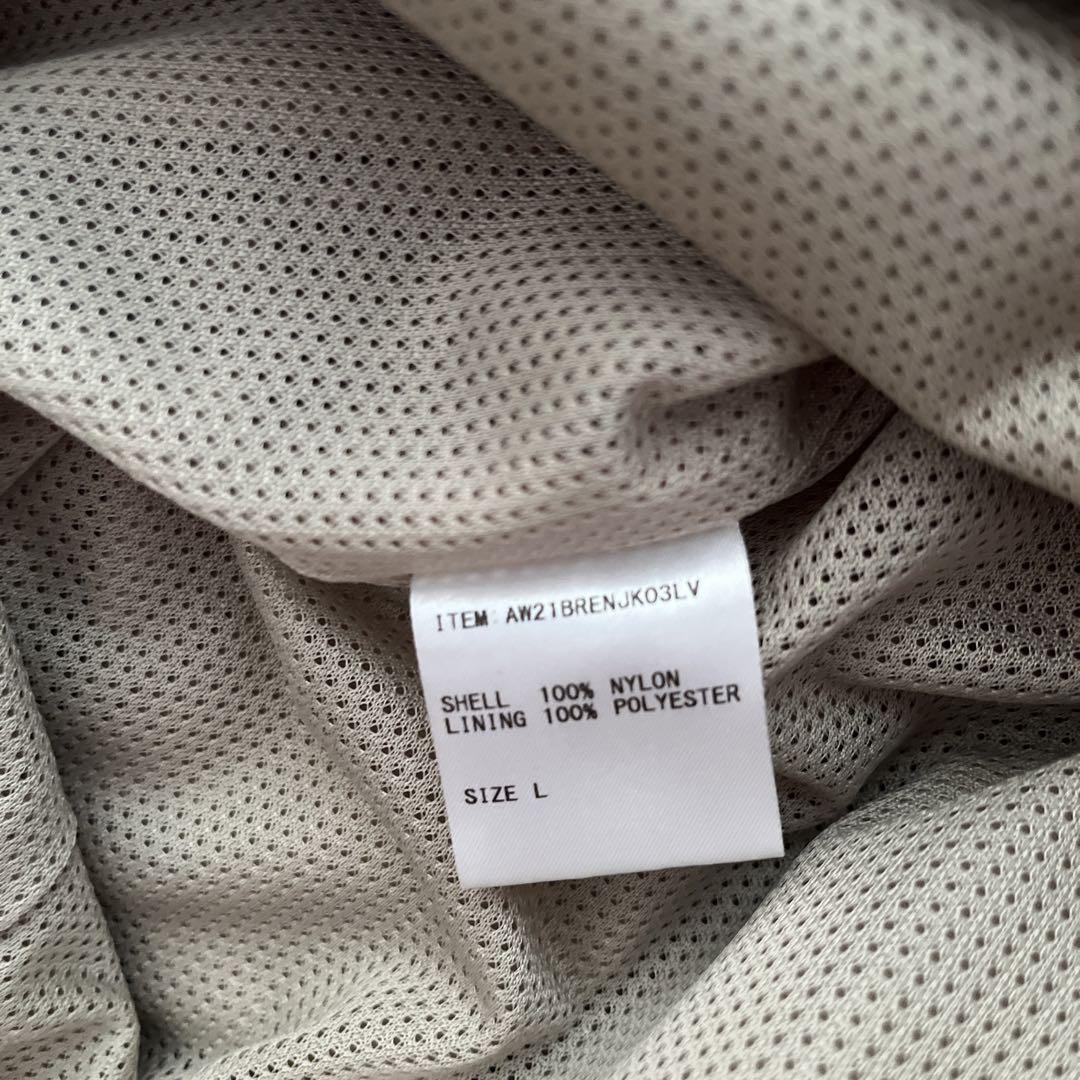 ITEM: AW21BRENJK03LV
SHELL 100% NYLON
LINING 100% POLYESTER
SIZE L